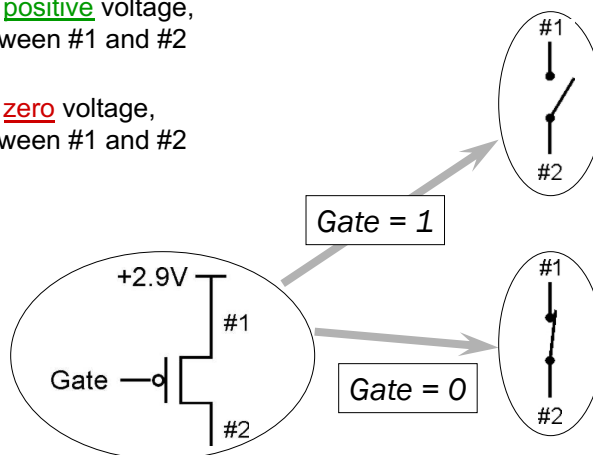 positive voltage,
ween #1 and #2
zero voltage,
ween #1 and #2
#1
#2
Gate = 1
+2.9V
#1
Gate
#2
#1
Gate = 0
#2